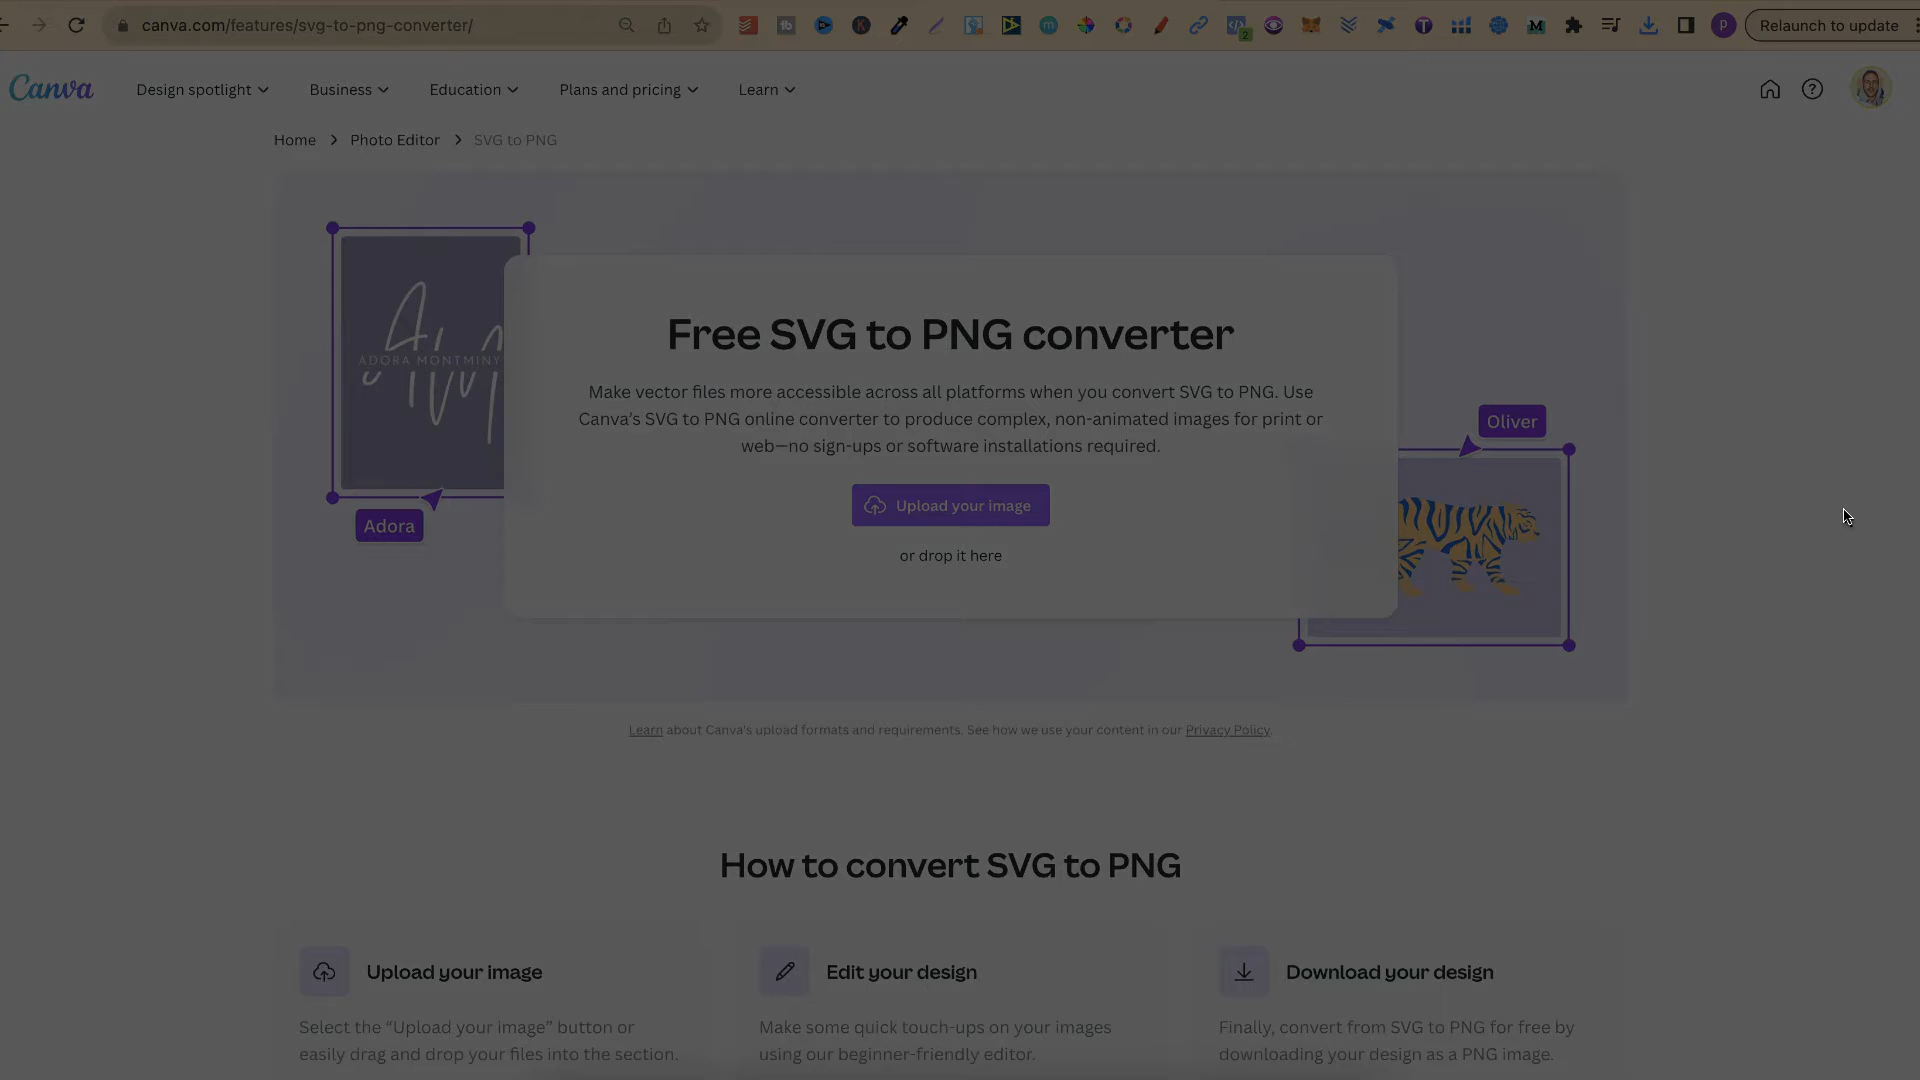 canva.com/features/svg-to-png-converter/
2
P
Relaunch to update
Canva
Design spotlight
Business
Education
Plans and pricing
Learn
Home
Photo Editor
SVG to PNG
ADORA MONTMINY
Adora
Free SVG to PNG converter
Make vector files more accessible across all platforms when you convert SVG to PNG. Use
Canva's SVG to PNG online converter to produce complex, non-animated images for print or
web—no sign-ups or software installations required.
Upload your image
or drop it here
Oliver
Learn about Canva's upload formats and requirements. See how we use your content in our Privacy Policy.
How to convert SVG to PNG
Upload your image
Select the “Upload your image” button or
easily drag and drop your files into the section.
Edit your design
Make some quick touch-ups on your images
using our beginner-friendly editor.
Download your design
Finally, convert from SVG to PNG for free by
downloading your design as a PNG image.